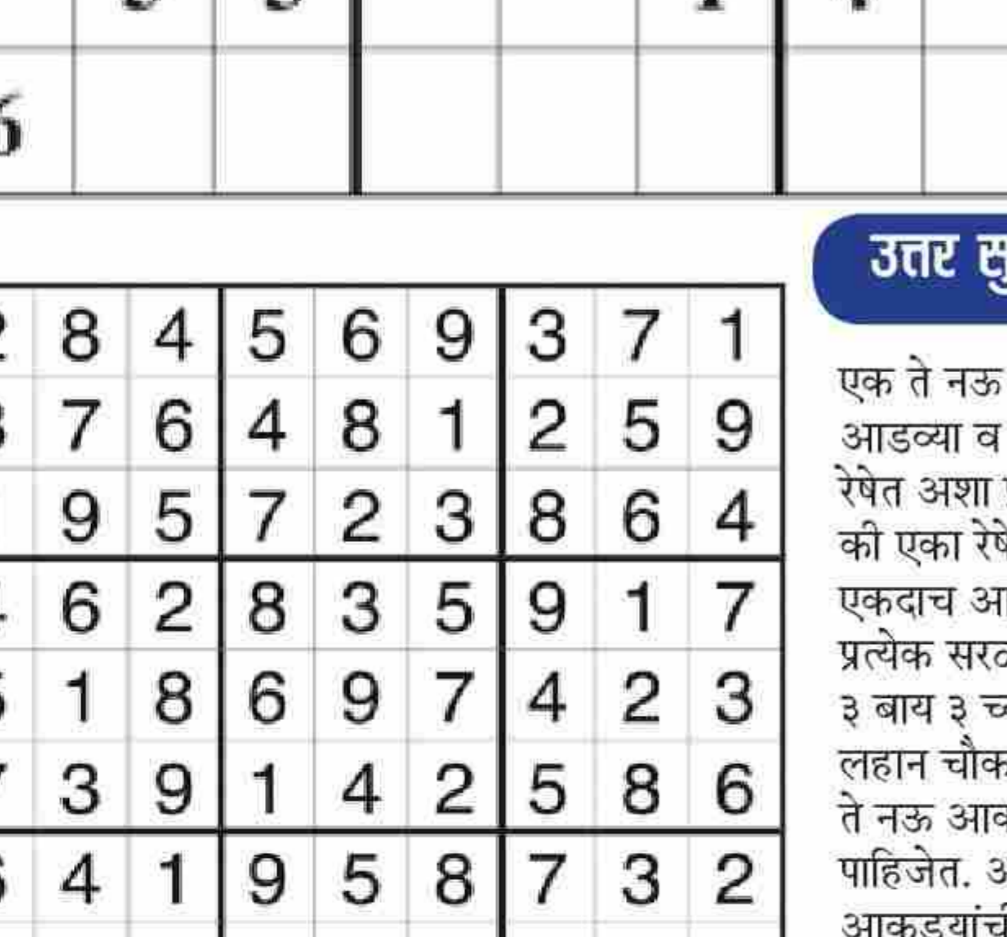 उत्तर
8 4 5 6 9 3 7 1
7 6 4 8 1 2 5 9
9 5 7 2 3 8 6 4
6 2 8 3 5 9 1 7
1 8 6 9 7 4 2 3
3 9 1 4 2 5 8 6
4 1 9 5 8 7 3 2
एक ते नऊ
आडव्या व
रेषेत अशा
की एका
एकदाच
प्रत्येक
३ बाय ३
लहान
ते नऊ
पाहिजेत.